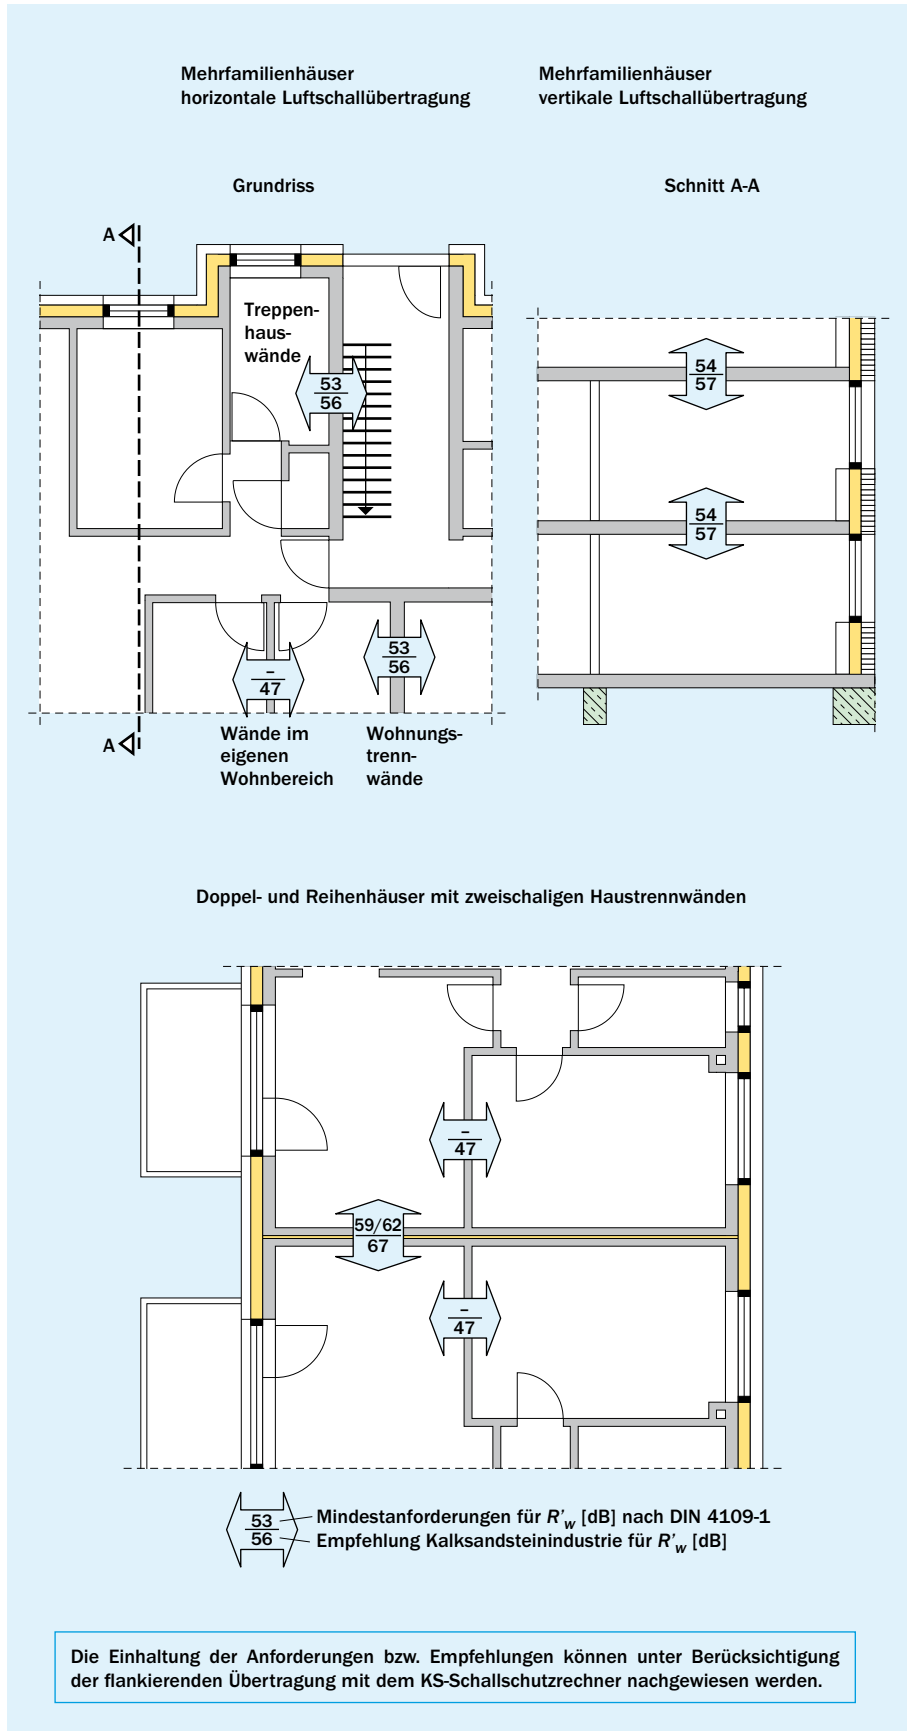 Mehrfamilienhäuser
horizontale Luftschallübertragung
Mehrfamilienhäuser
vertikale Luftschallübertragung
Grundriss
Schnitt A-A
A
Treppen-
haus-
wände
53
56
54
57
54
57
53
56
–
47
A
Wände im
eigenen
Wohnbereich
Wohnungs-
trenn-
wände
Doppel- und Reihenhäuser mit zweischaligen Haustrennwänden
–
47
59/62
67
–
47
53
56
Mindestanforderungen für R'w [dB] nach DIN 4109-1
Empfehlung Kalksandsteinindustrie für R'w [dB]
Die Einhaltung der Anforderungen bzw. Empfehlungen können unter Berücksichtigung
der flankierenden Übertragung mit dem KS-Schallschutzrechner nachgewiesen werden.